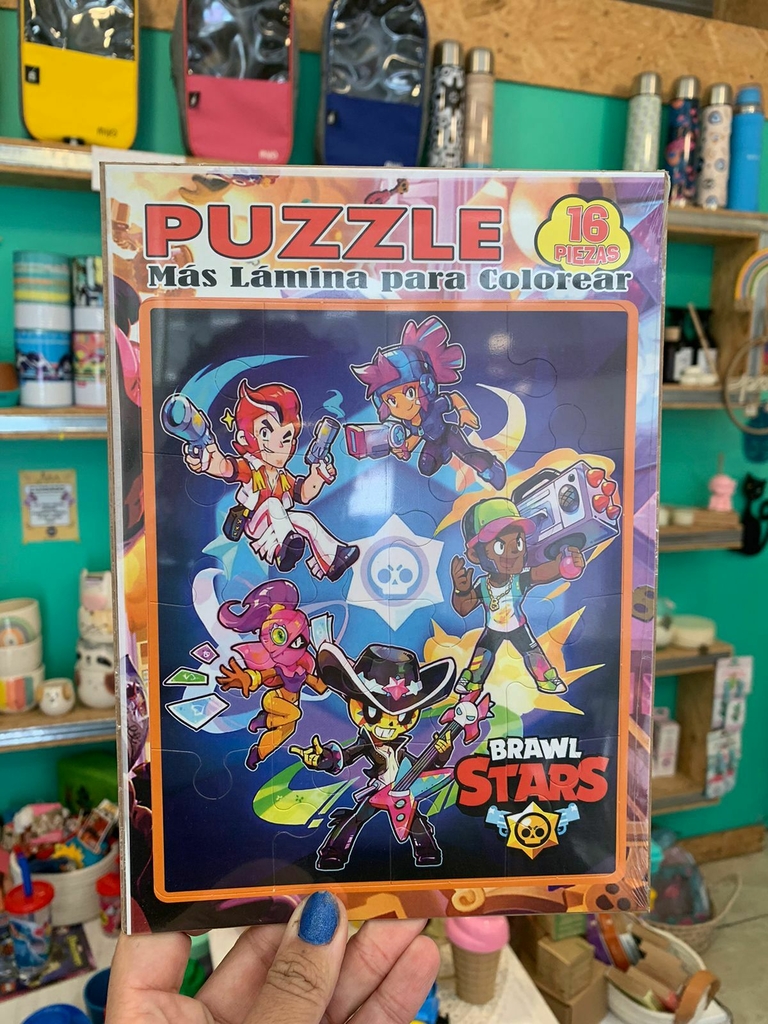 PUZZLE
16
PIEZAS
Más Lámina para Colorear
BRAWL
STARS